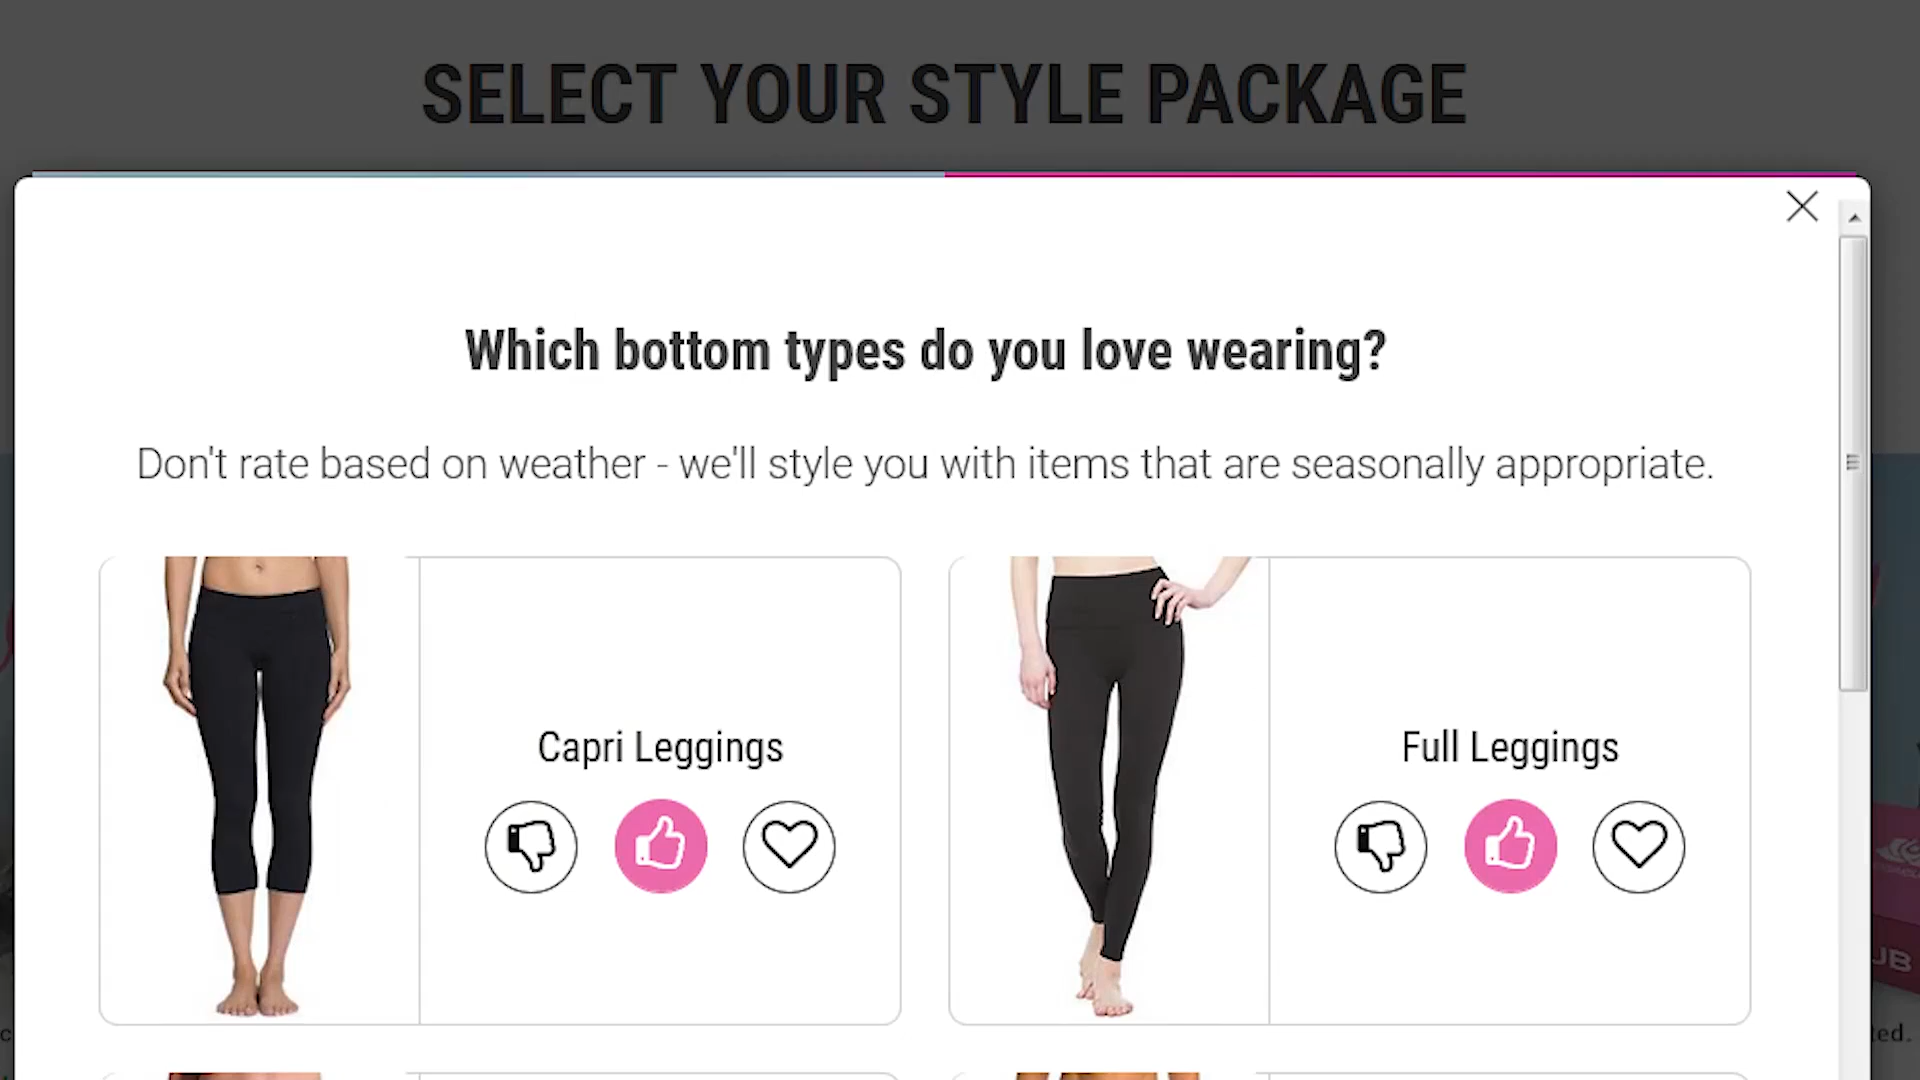 SELECT YOUR STYLE PACKAGE
Which bottom types do you love wearing?
Don't rate based on weather - we'll style you with items that are seasonally appropriate.
Capri Leggings
Full Leggings